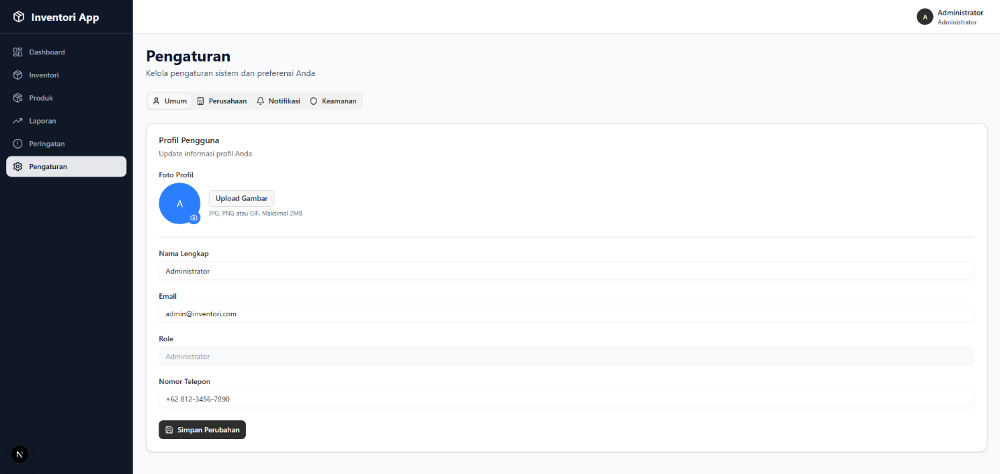 Inventori App
A
Administrator
Administrator
Dashboard
Inventori
Produk
Laporan
Peringatan
Pengaturan
N
Pengaturan
Kelola pengaturan sistem dan preferensi Anda
Umum
Perusahaan
Notifikasi
Keamanan
Profil Pengguna
Update informasi profil Anda
Foto Profil
A
Upload Gambar
JPG, PNG atau GIF. Maksimal 2MB
Nama Lengkap
Administrator
Email
admin@inventori.com
Role
Administrator
Nomor Telepon
+62 812-3456-7890
Simpan Perubahan